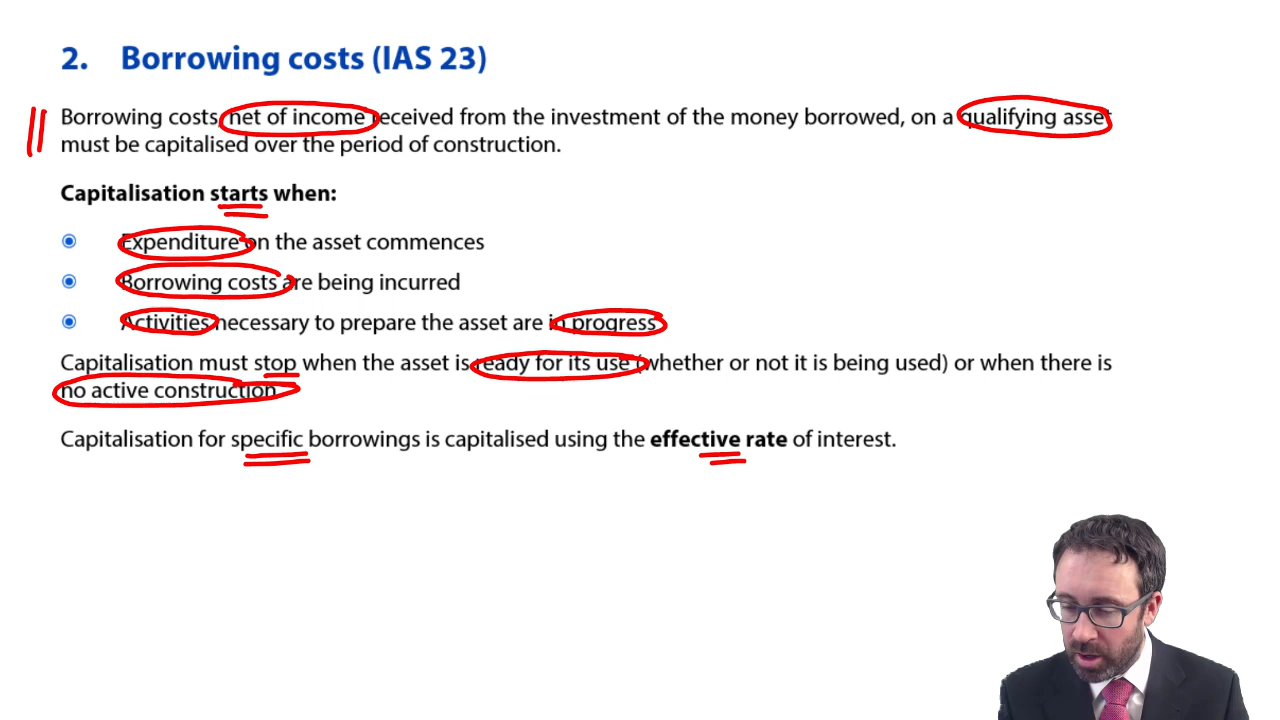 2. Borrowing costs (IAS 23)
Borrowing costs, net of income received from the investment of the money borrowed, on a qualifying asset
must be capitalised over the period of construction.
Capitalisation starts when:
Expenditure on the asset commences
Borrowing costs are being incurred
Activities necessary to prepare the asset are in progress
Capitalisation must stop when the asset is ready for its use (whether or not it is being used) or when there is
no active construction.
Capitalisation for specific borrowings is capitalised using the effective rate of interest.